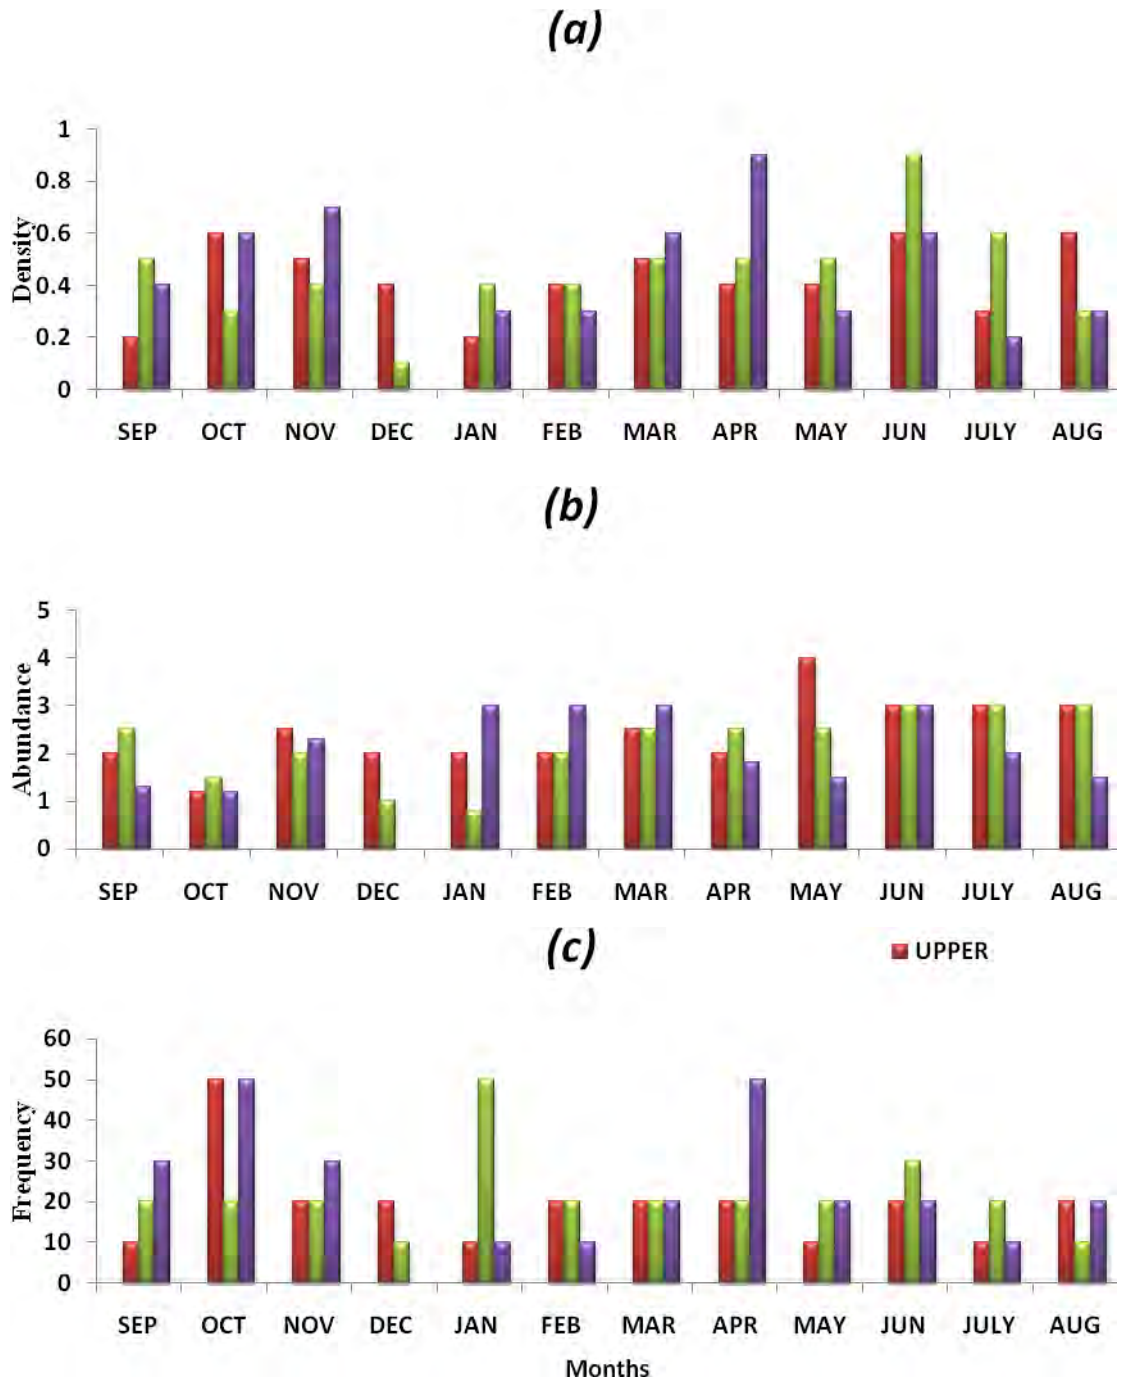 (a)
Density
1
0.8
0.6
0.4
0.2
0
SEP OCT NOV DEC JAN FEB MAR APR MAY JUN JULY AUG
(b)
Abundance
5
4
3
2
1
0
SEP OCT NOV DEC JAN FEB MAR APR MAY JUN JULY AUG
(c)
UPPER
Frequency
60
50
40
30
20
10
0
SEP OCT NOV DEC JAN FEB MAR APR MAY JUN JULY AUG
Months